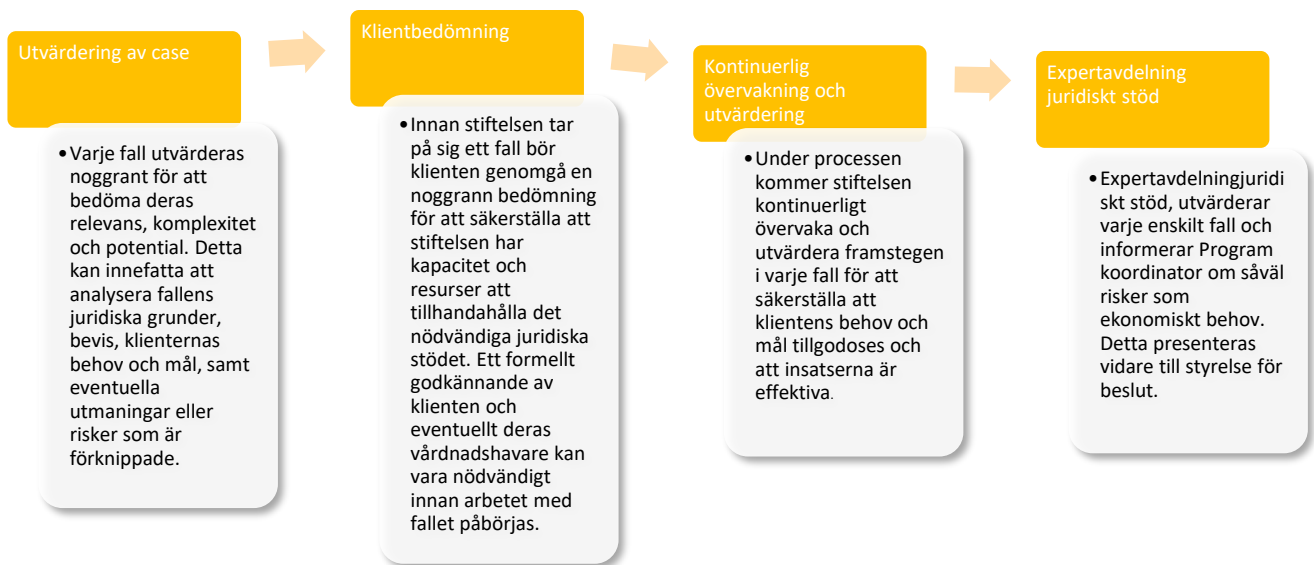 Utvärdering av case
• Varje fall utvärderas
noggrant för att
bedöma deras
relevans, komplexitet
och potential. Detta
kan innefatta att
analysera fallens
juridiska grunder,
bevis, klienternas
behov och mål, samt
eventuella
utmaningar eller
risker som är
förknippade.
Klientbedömning
• Innan stiftelsen tar
på sig ett fall bör
klienten genomgå en
noggrann bedömning
för att säkerställa att
stiftelsen har
kapacitet och
resurser att
tillhandahålla det
nödvändiga juridiska
stödet. Ett formellt
godkännande av
klienten och
eventuellt deras
vårdnadshavare kan
vara nödvändigt
innan arbetet med
fallet påbörjas.
Kontinuerlig
övervakning och
utvärdering
• Under processen
kommer stiftelsen
kontinuerligt
övervaka och
utvärdera framstegen
i varje fall för att
säkerställa att
klientens behov och
mål tillgodoses och
att insatserna är
effektiva.
Expertavdelning
juridiskt stöd
• Expertavdelningjuridi
skt stöd, utvärderar
varje enskilt fall och
informerar Program
koordinator om såväl
risker som
ekonomiskt behov.
Detta presenteras
vidare till styrelse för
beslut.